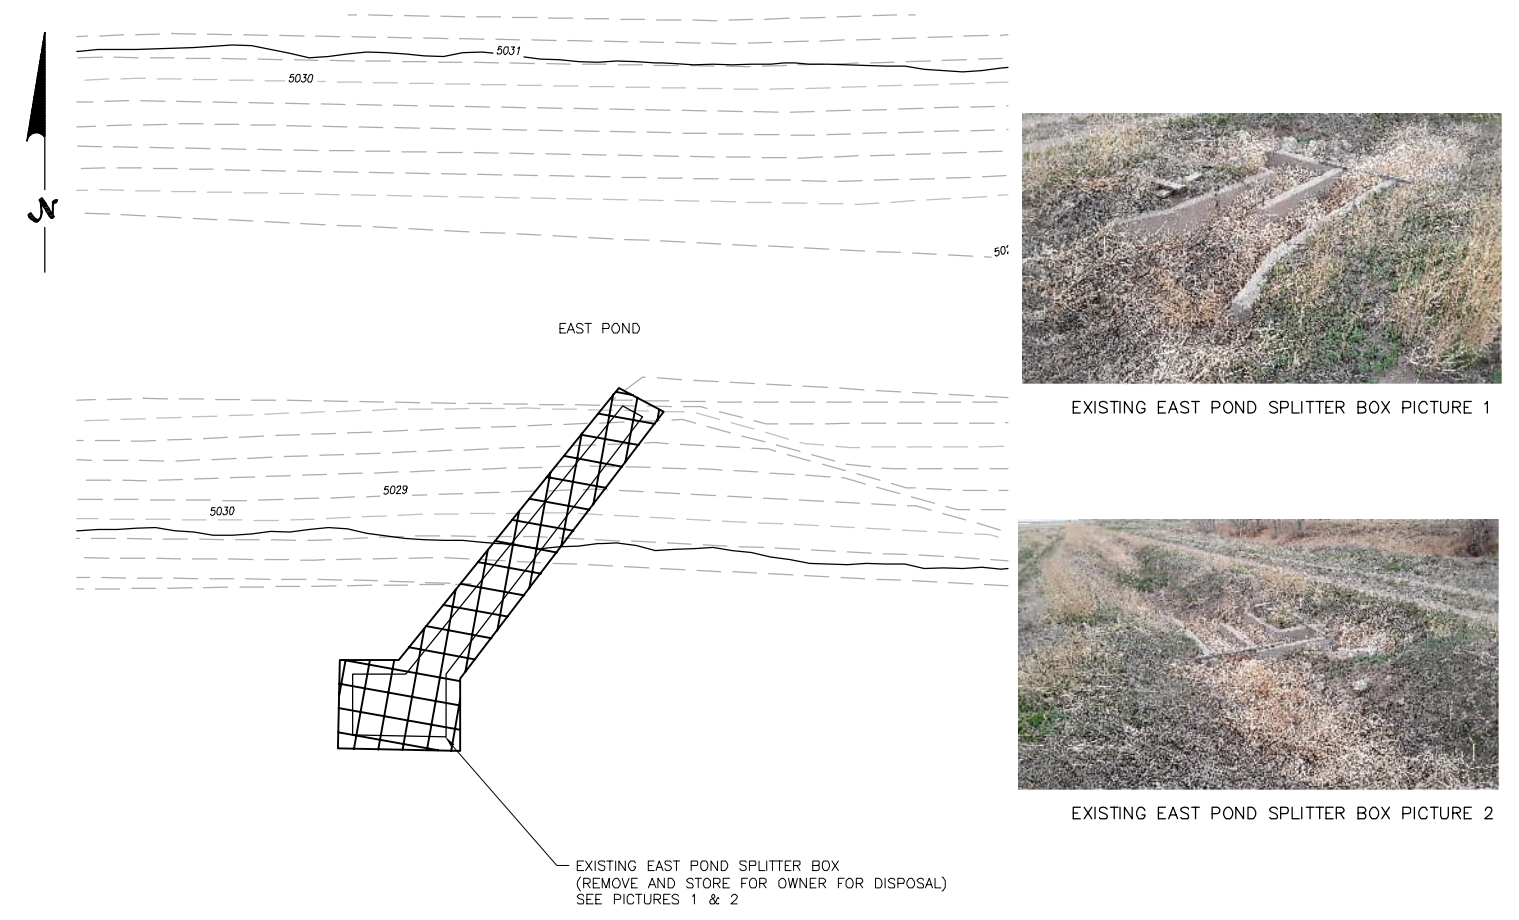 5031
5030
N
502
EAST POND
EXISTING EAST POND SPLITTER BOX PICTURE 1
5029
5030
EXISTING EAST POND SPLITTER BOX PICTURE 2
EXISTING EAST POND SPLITTER BOX
(REMOVE AND STORE FOR OWNER FOR DISPOSAL)
SEE PICTURES 1 & 2